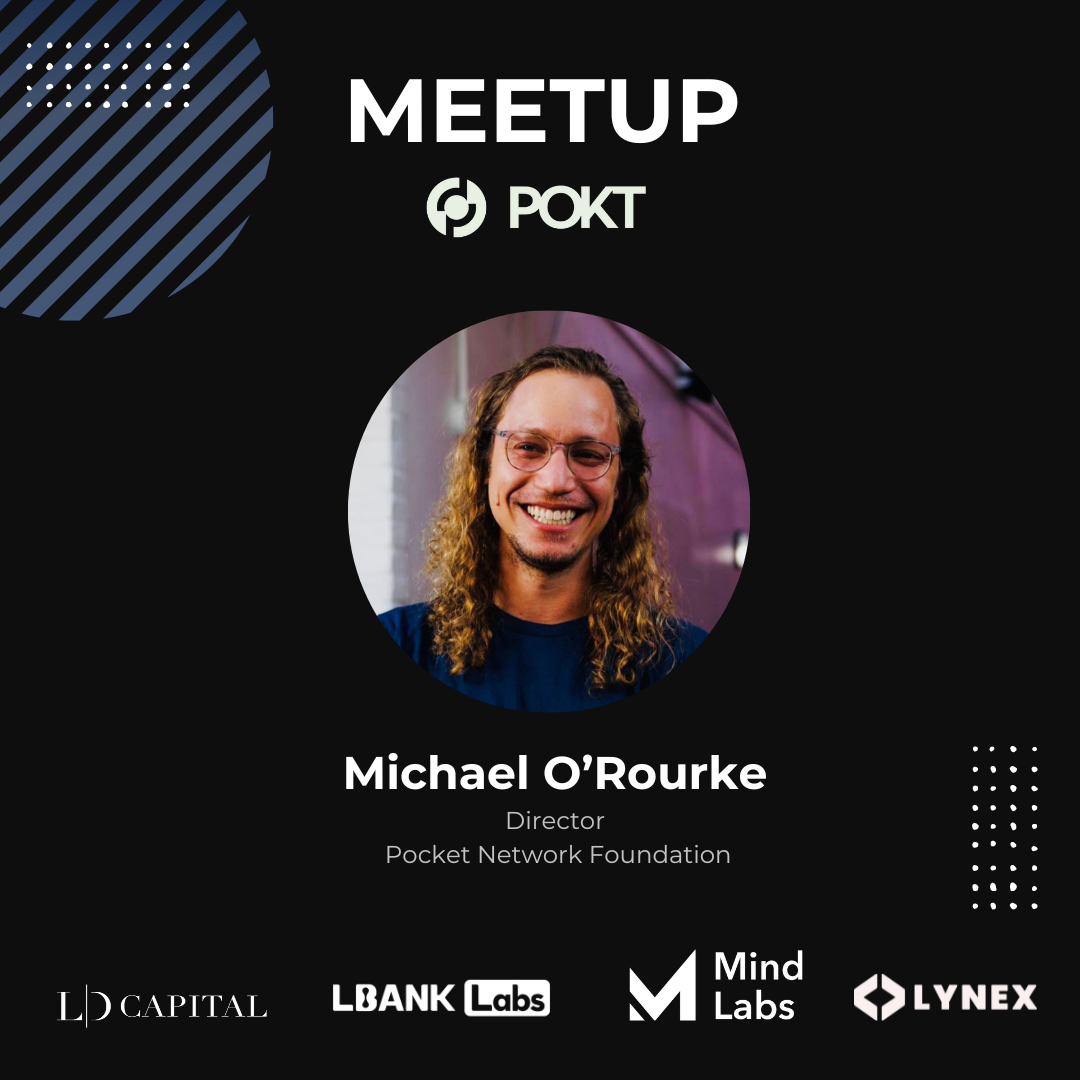 MEETUP
POKT
Michael O’Rourke
Director
Pocket Network Foundation
LD CAPITAL
LBANK Labs
Mind
Labs
LYNEX